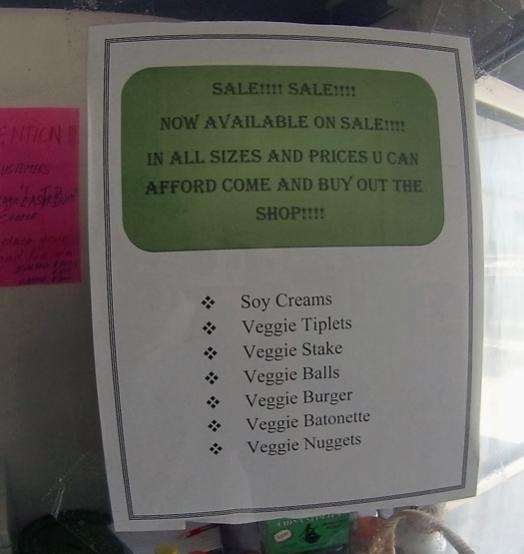 SALE!!!! SALE!!!!
NOW AVAILABLE ON SALE!!!!
IN ALL SIZES AND PRICES U CAN
AFFORD COME AND BUY OUT THE
SHOP!!!!
Soy Creams
Veggie Tiplets
Veggie Stake
Veggie Balls
Veggie Burger
Veggie Batonette
Veggie Nuggets
ENTION !!